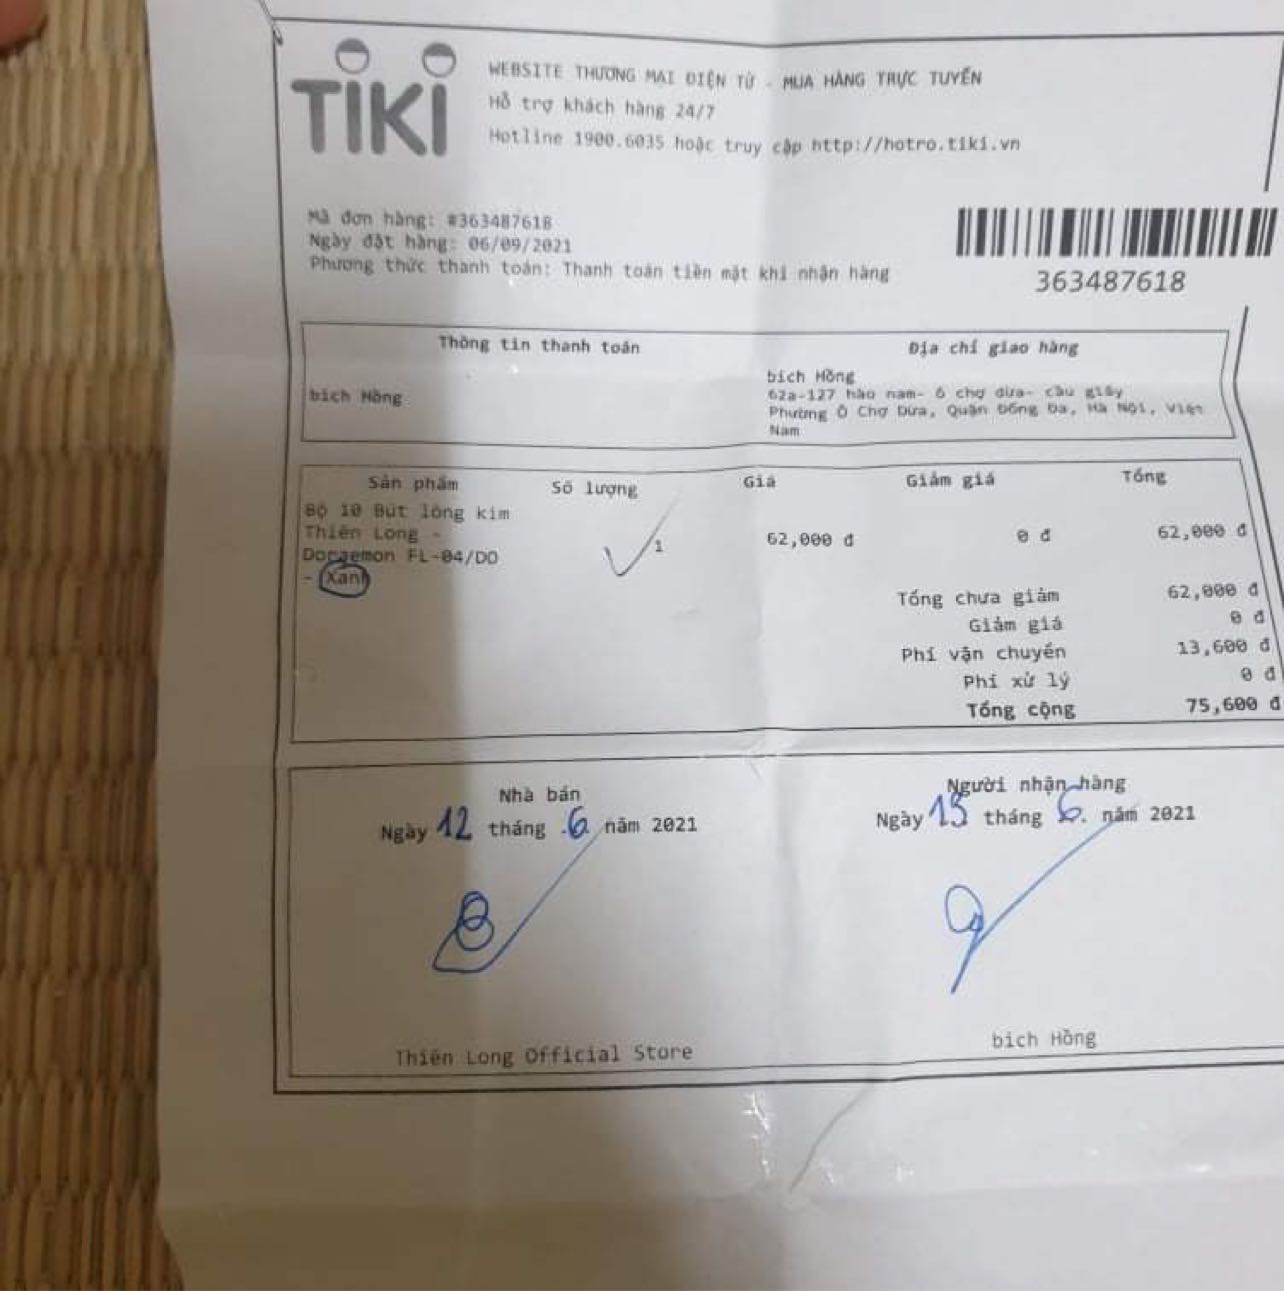 TiKi
WEBSITE THƯƠNG MẠI ĐIỆN TỬ - MUA HÀNG TRỰC TUYẾN
Hỗ trợ khách hàng 24/7
Hotline 1900.6035 hoặc truy cập http://hotro.tiki.vn
Mã đơn hàng: #363487618
Ngày đặt hàng: 06/09/2021
Phương thức thanh toán: Thanh toán tiền mặt khi nhận hàng
363487618
Thông tin thanh toán
bích Hồng
Địa chỉ giao hàng
bích Hồng
62a-127 hào nam- ô chợ dừa- cầu giấy
Phường Ô Chợ Dừa, Quận Đống Đa, Hà Nội, Việt
Nam
Sản phẩm Số lượng Giá Giảm giá Tổng
Bộ 10 Bút lông kim
Thiên Long -
Doraemon FL-04/DO
- Xanh
1 62,000 đ 0 đ 62,000 đ
Tổng chưa giảm 62,000 đ
Giảm giá 0 đ
Phí vận chuyển 13,600 đ
Phí xử lý 0 đ
Tổng cộng 75,600 đ
Nhà bán
Ngày 12 tháng .6. năm 2021
Thiên Long Official Store
Người nhận hàng
Ngày 13 tháng 6. năm 2021
bích Hồng